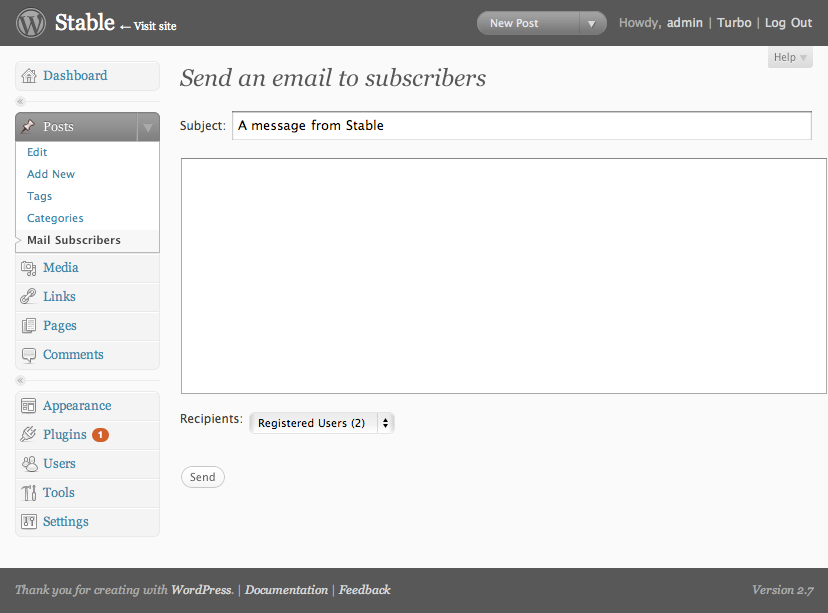 Stable ← Visit site
New Post
Howdy, admin | Turbo | Log Out
Help
Dashboard
Posts
Edit
Add New
Tags
Categories
Mail Subscribers
Media
Links
Pages
Comments
Appearance
Plugins 1
Users
Tools
Settings
Send an email to subscribers
Subject: A message from Stable
Recipients: Registered Users (2)
Send
Thank you for creating with WordPress. | Documentation | Feedback
Version 2.7